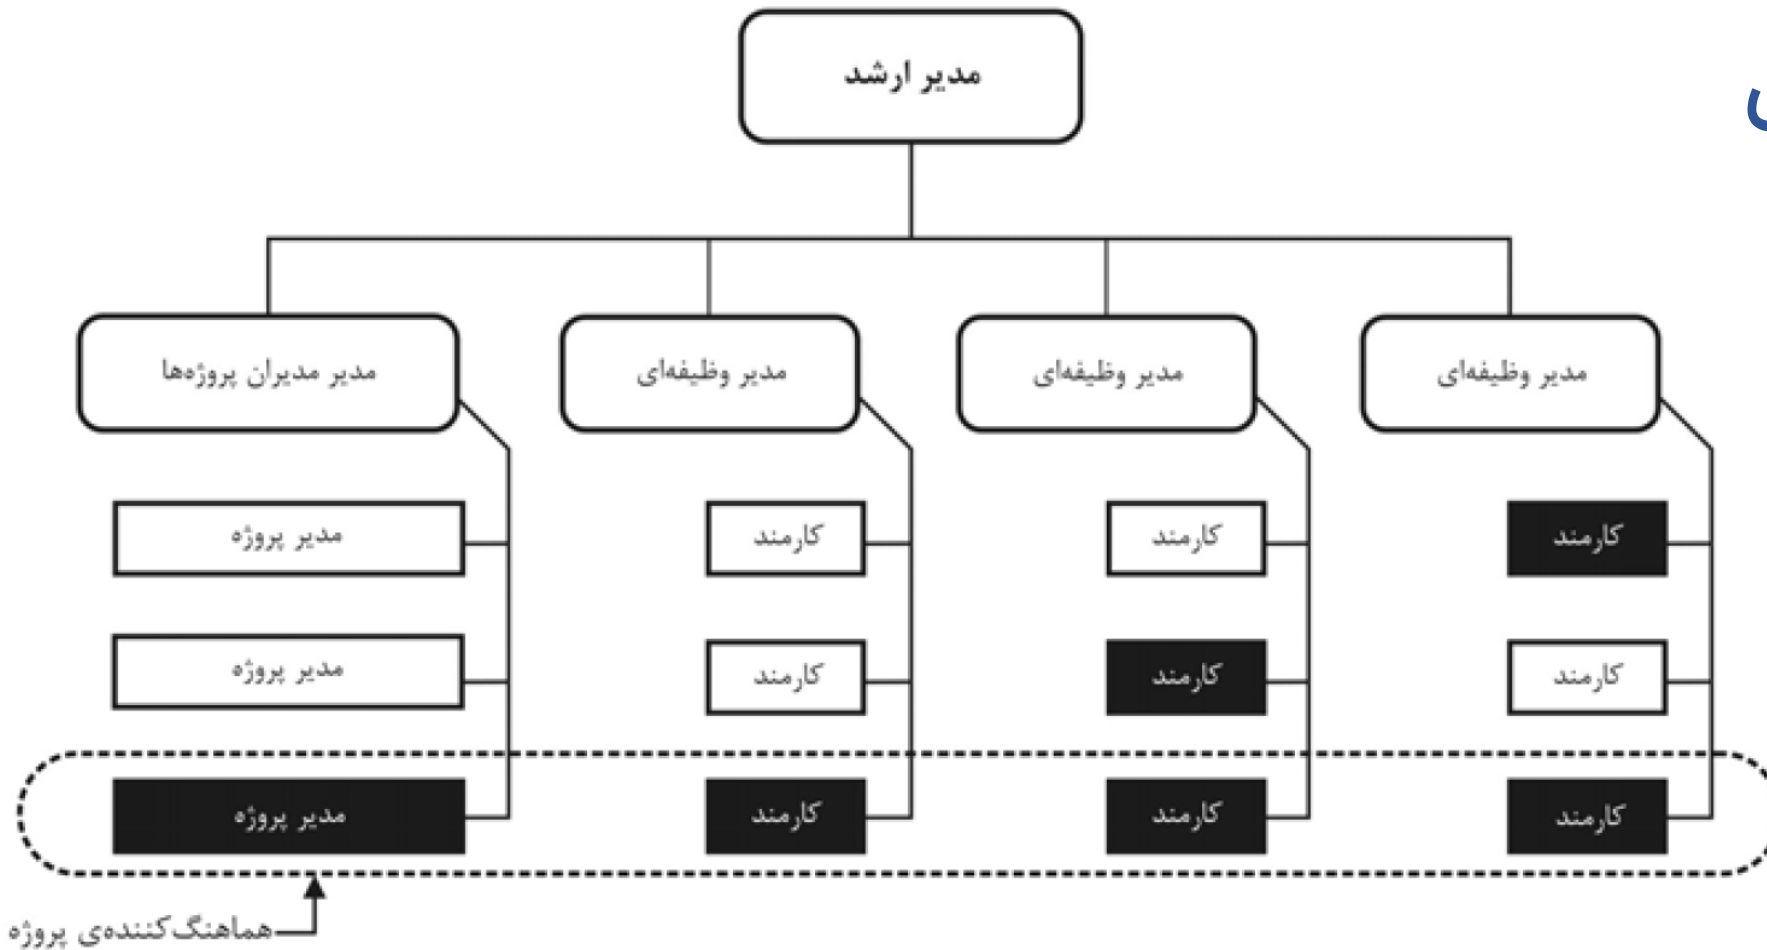 مدیر ارشد
مدیر وظیفه‌ای
مدیر وظیفه‌ای
مدیر وظیفه‌ای
مدیر مدیران پروژه‌ها
کارمند
کارمند
کارمند
مدیر پروژه
کارمند
کارمند
کارمند
مدیر پروژه
کارمند
کارمند
کارمند
مدیر پروژه
هماهنگ‌کننده‌ی پروژه